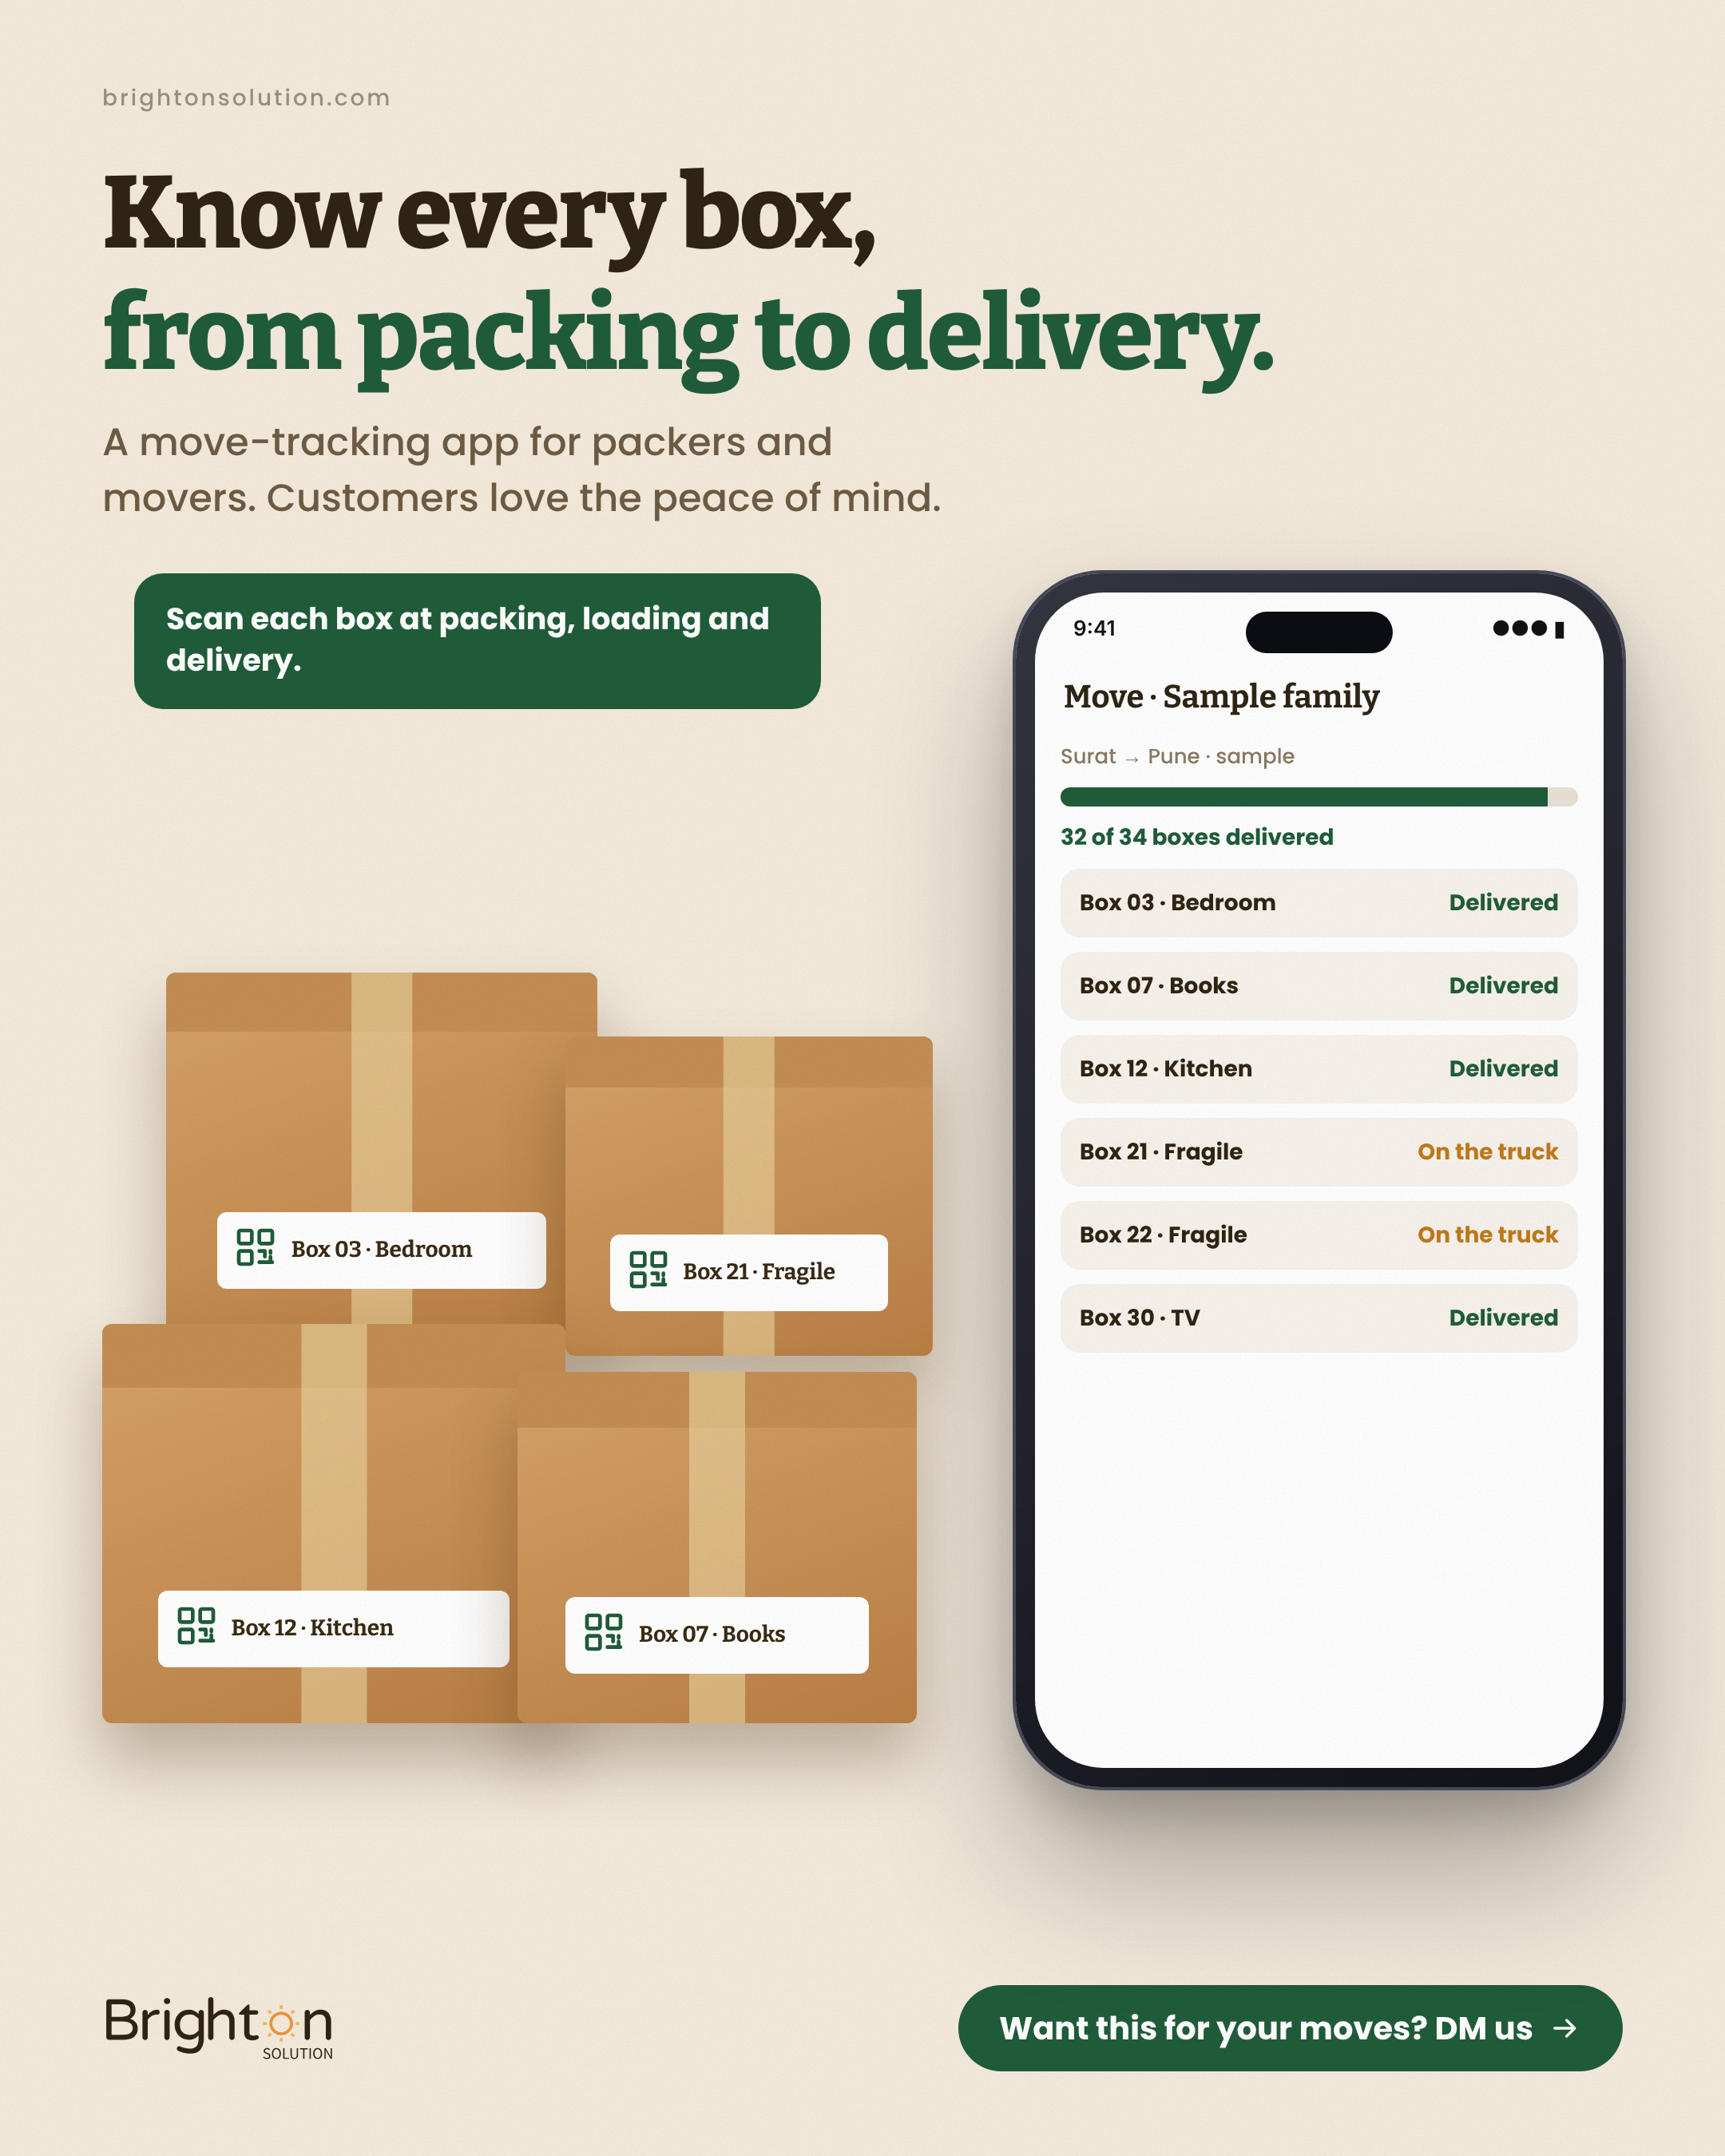 brightonsolution.com
Know every box,
from packing to delivery.
A move-tracking app for packers and
movers. Customers love the peace of mind.
Scan each box at packing, loading and
delivery.
Box 03 · Bedroom
Box 21 · Fragile
Box 12 · Kitchen
Box 07 · Books
9:41
Move · Sample family
Surat → Pune · sample
32 of 34 boxes delivered
Box 03 · Bedroom Delivered
Box 07 · Books Delivered
Box 12 · Kitchen Delivered
Box 21 · Fragile On the truck
Box 22 · Fragile On the truck
Box 30 · TV Delivered
Brighton
SOLUTION
Want this for your moves? DM us →